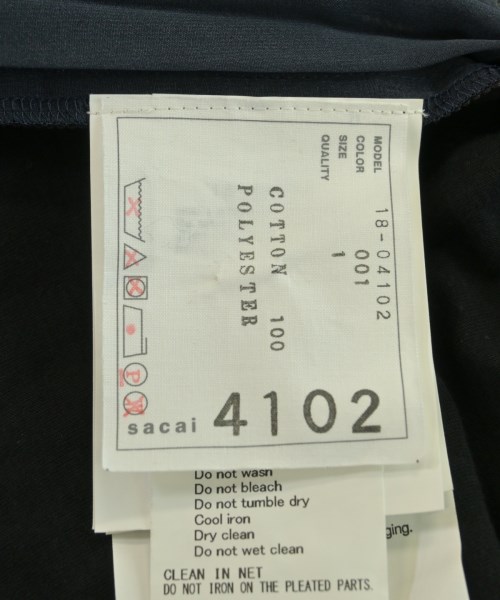 MODEL 18-04102
COLOR 001
SIZE 1
QUALITY
COTTON 100
POLYESTER
P
W
sacai 4102
Do not wash
Do not bleach
Do not tumble dry
Cool iron
Dry clean
Do not wet clean
ging.
CLEAN IN NET
DO NOT IRON ON THE PLEATED PARTS.